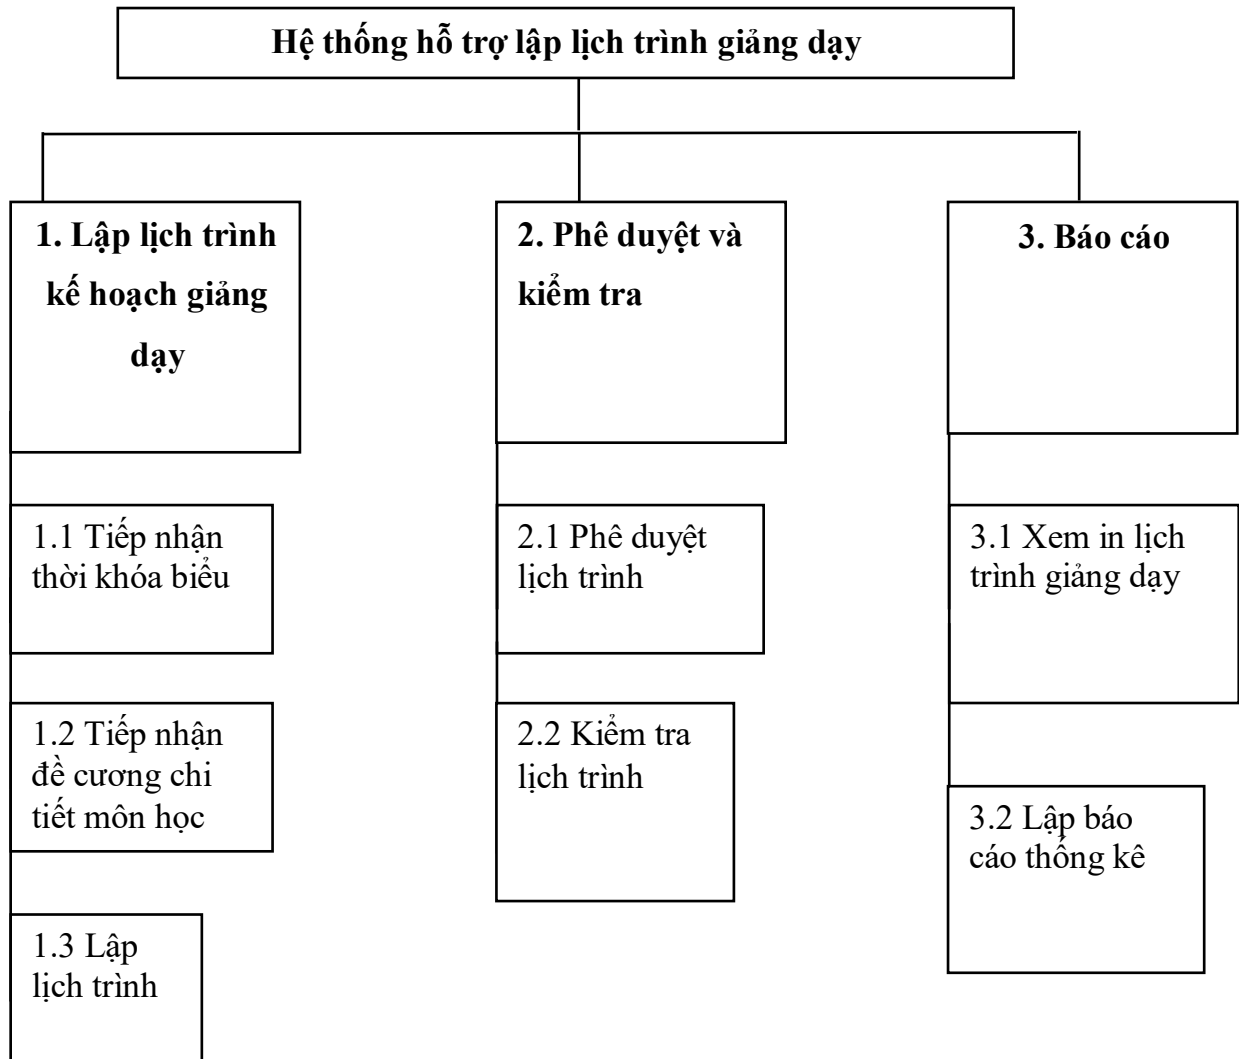 Hệ thống hỗ trợ lập lịch trình giảng dạy
1. Lập lịch trình
kế hoạch giảng
dạy
2. Phê duyệt và
kiểm tra
3. Báo cáo
1.1 Tiếp nhận
thời khóa biểu
1.2 Tiếp nhận
đề cương chi
tiết môn học
1.3 Lập
lịch trình
2.1 Phê duyệt
lịch trình
2.2 Kiểm tra
lịch trình
3.1 Xem in lịch
trình giảng dạy
3.2 Lập báo
cáo thống kê